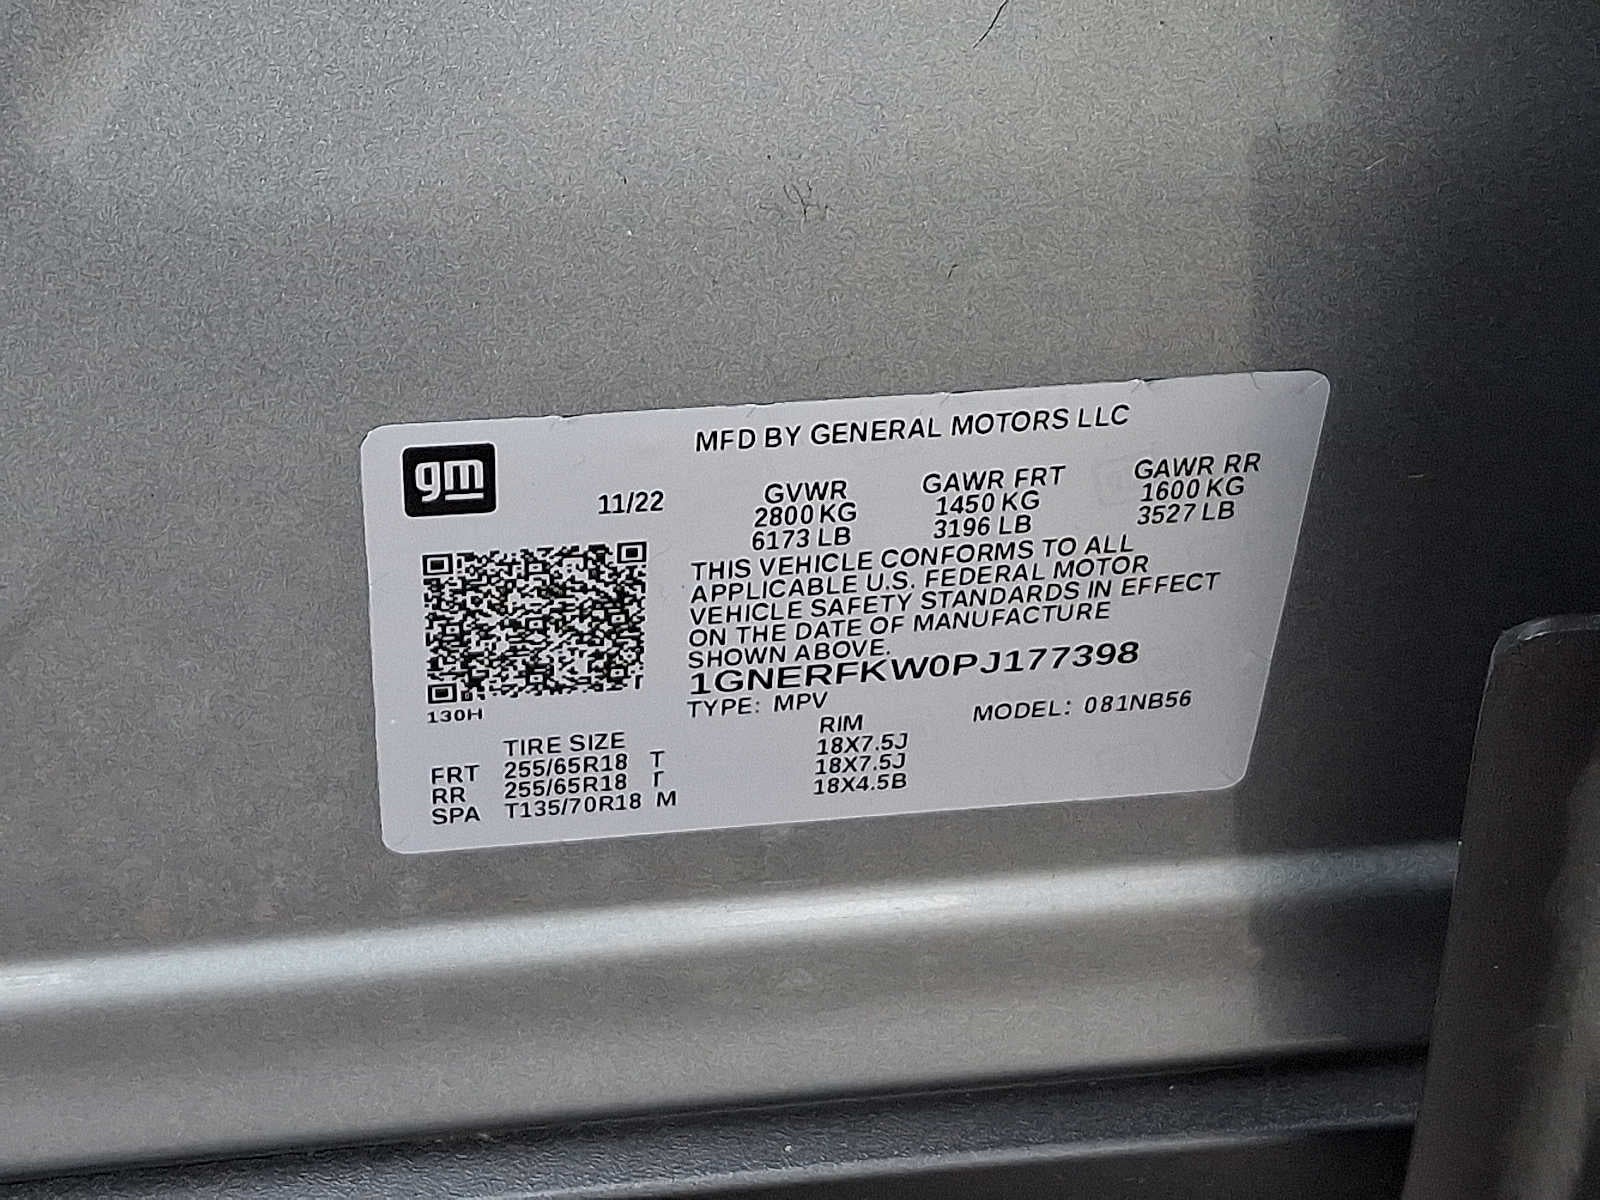 MFD BY GENERAL MOTORS LLC
gm
11/22
GVWR GAWR FRT GAWR RR
2800 KG 1450 KG 1600 KG
6173 LB 3196 LB 3527 LB
THIS VEHICLE CONFORMS TO ALL
APPLICABLE U.S. FEDERAL MOTOR
VEHICLE SAFETY STANDARDS IN EFFECT
ON THE DATE OF MANUFACTURE
SHOWN ABOVE.
1GNERFKW0PJ177398
130H
TYPE: MPV MODEL: 081NB56
TIRE SIZE RIM
FRT 255/65R18 T 18X7.5J
RR 255/65R18 T 18X7.5J
SPA T135/70R18 M 18X4.5B